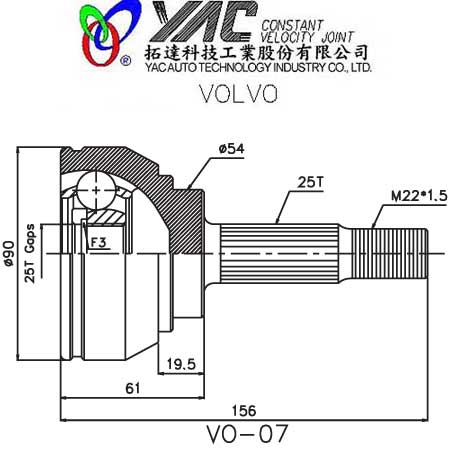 YAC CONSTANT
VELOCITY JOINT
拓達科技工業股份有限公司
® YAC AUTO TECHNOLOGY INDUSTRY CO., LTD.
VOLVO
ø54
25T
M22*1.5
ø90
25T Gaps
F3
19.5
61
156
VO-07